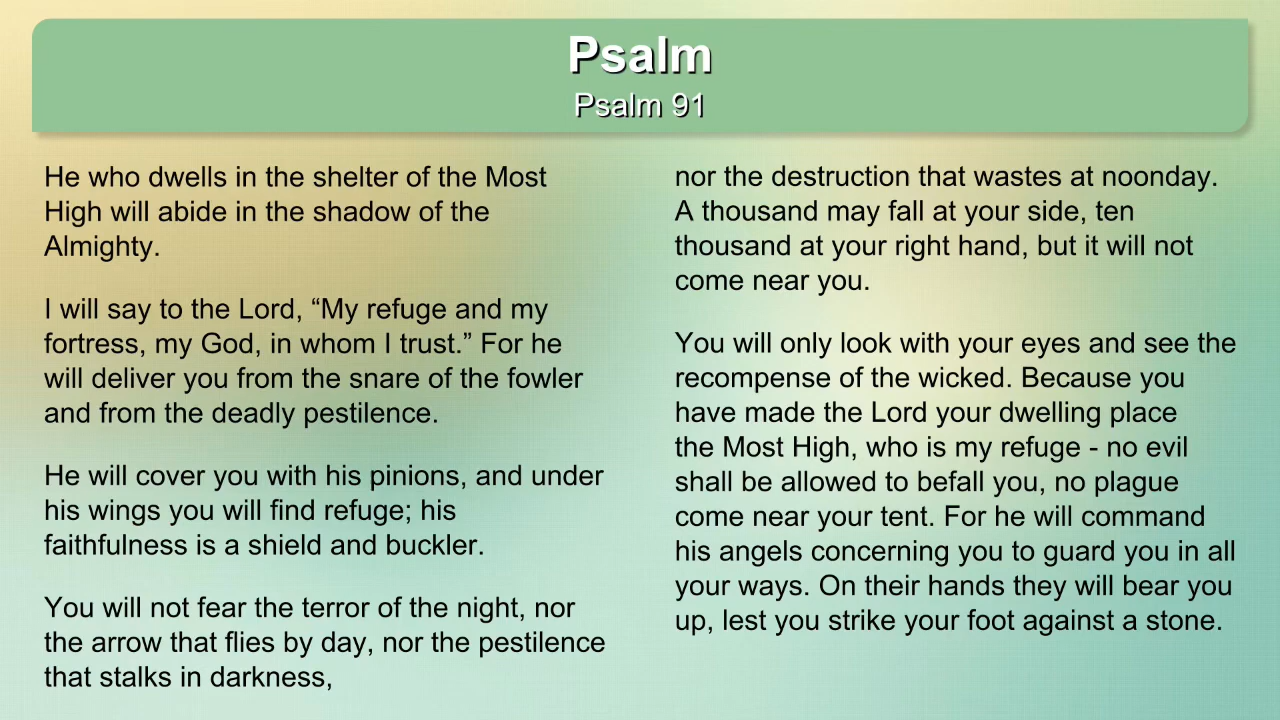 Psalm
Psalm 91
He who dwells in the shelter of the Most
High will abide in the shadow of the
Almighty.
I will say to the Lord, “My refuge and my
fortress, my God, in whom I trust.” For he
will deliver you from the snare of the fowler
and from the deadly pestilence.
He will cover you with his pinions, and under
his wings you will find refuge; his
faithfulness is a shield and buckler.
You will not fear the terror of the night, nor
the arrow that flies by day, nor the pestilence
that stalks in darkness,
nor the destruction that wastes at noonday.
A thousand may fall at your side, ten
thousand at your right hand, but it will not
come near you.
You will only look with your eyes and see the
recompense of the wicked. Because you
have made the Lord your dwelling place
the Most High, who is my refuge - no evil
shall be allowed to befall you, no plague
come near your tent. For he will command
his angels concerning you to guard you in all
your ways. On their hands they will bear you
up, lest you strike your foot against a stone.